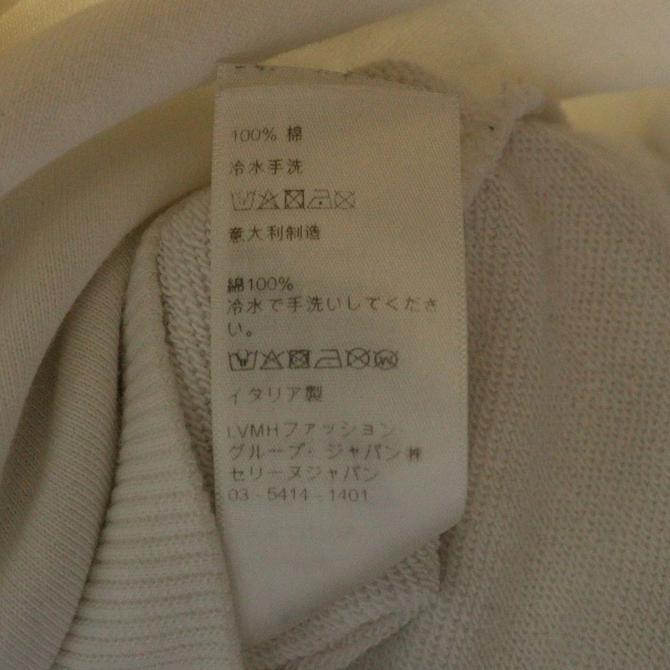 100% 棉
冷水手洗
意大利制造
綿100%
冷水で手洗いしてくださ
い。
イタリア製
LVMHファッション
グループ・ジャパン㈱
セリーヌジャパン
03-5414-1401